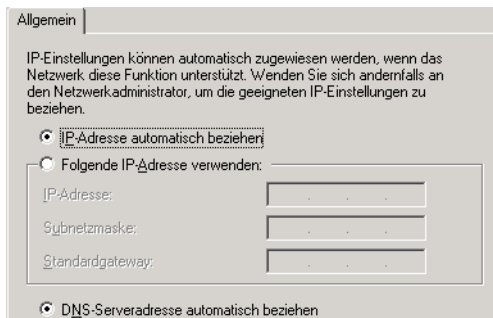 Allgemein
IP-Einstellungen können automatisch zugewiesen werden, wenn das
Netzwerk diese Funktion unterstützt. Wenden Sie sich andernfalls an
den Netzwerkadministrator, um die geeigneten IP-Einstellungen zu
beziehen.
IP-Adresse automatisch beziehen
Folgende IP-Adresse verwenden:
IP-Adresse:
Subnetzmaske:
Standardgateway:
DNS-Serveradresse automatisch beziehen